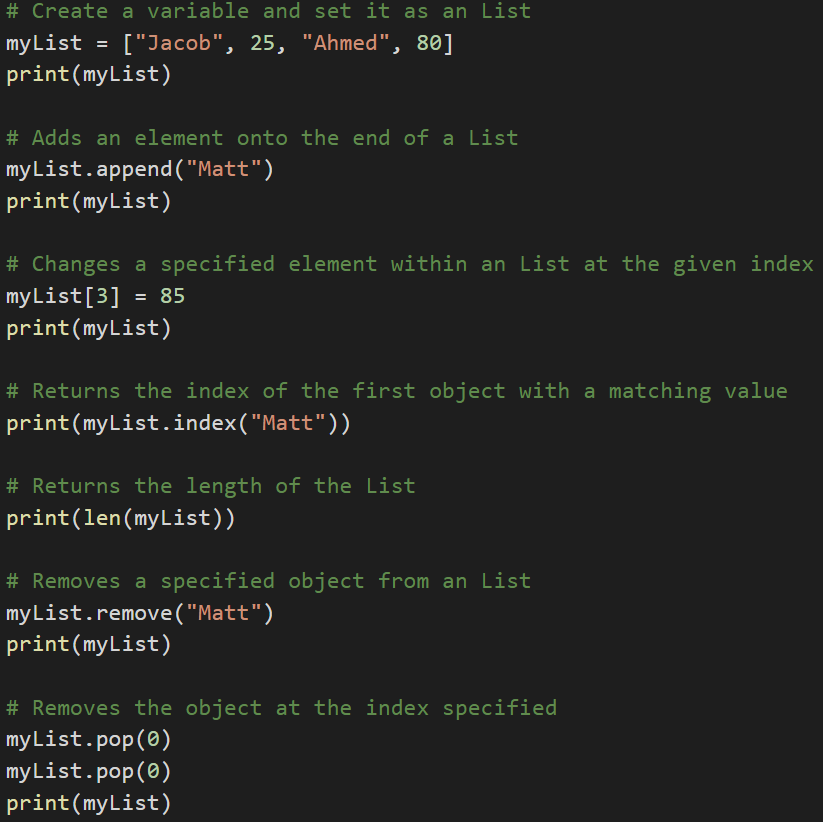 # Create a variable and set it as an List
myList = ["Jacob", 25, "Ahmed", 80]
print(myList)
# Adds an element onto the end of a List
myList.append("Matt")
print(myList)
# Changes a specified element within an List at the given index
myList[3] = 85
print(myList)
# Returns the index of the first object with a matching value
print(myList.index("Matt"))
# Returns the length of the List
print(len(myList))
# Removes a specified object from an List
myList.remove("Matt")
print(myList)
# Removes the object at the index specified
myList.pop(0)
myList.pop(0)
print(myList)